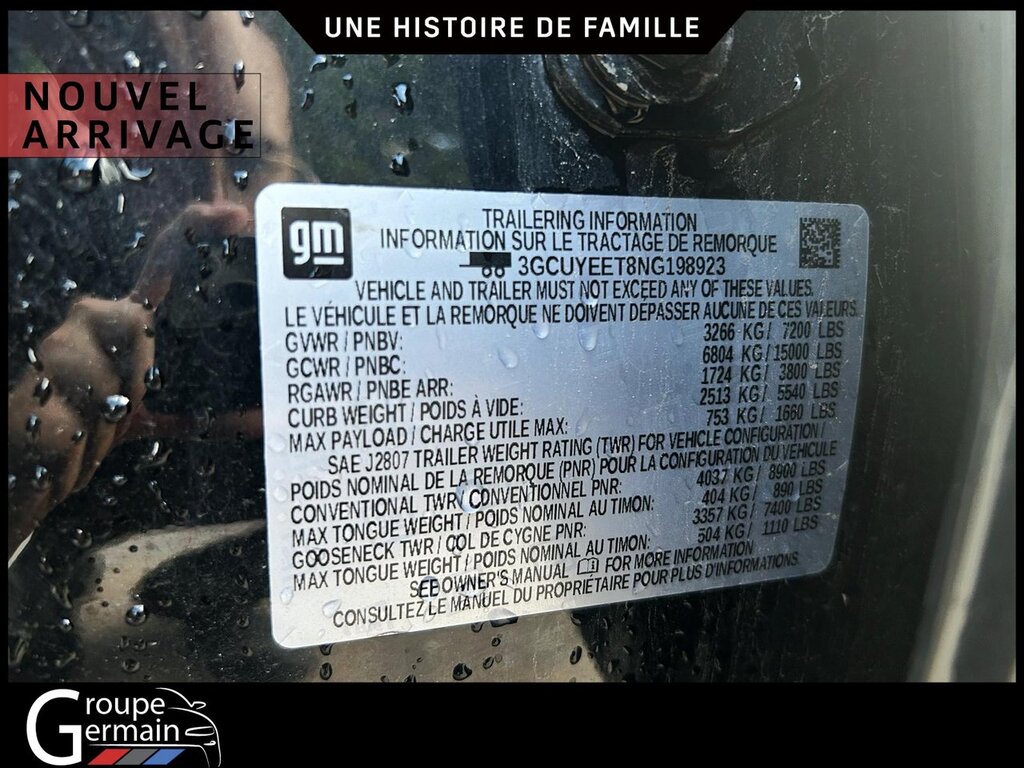 UNE HISTOIRE DE FAMILLE
NOUVEL
ARRIVAGE
gm
TRAILERING INFORMATION
INFORMATION SUR LE TRACTAGE DE REMORQUE
3GCUYEET8NG198923
VEHICLE AND TRAILER MUST NOT EXCEED ANY OF THESE VALUES.
LE VÉHICULE ET LA REMORQUE NE DOIVENT DÉPASSER AUCUNE DE CES VALEURS.
GVWR / PNBV: 3266 KG / 7200 LBS
GCWR / PNBC: 6804 KG / 15000 LBS
RGAWR / PNBE ARR: 1724 KG / 3800 LBS
CURB WEIGHT / POIDS À VIDE: 2513 KG / 5540 LBS
MAX PAYLOAD / CHARGE UTILE MAX: 753 KG / 1660 LBS
SAE J2807 TRAILER WEIGHT RATING (TWR) FOR VEHICLE CONFIGURATION /
POIDS NOMINAL DE LA REMORQUE (PNR) POUR LA CONFIGURATION DU VÉHICULE
CONVENTIONAL TWR / CONVENTIONNEL PNR: 4037 KG / 8900 LBS
MAX TONGUE WEIGHT / POIDS NOMINAL AU TIMON: 404 KG / 890 LBS
GOOSENECK TWR / COL DE CYGNE PNR: 3357 KG / 7400 LBS
MAX TONGUE WEIGHT / POIDS NOMINAL AU TIMON: 504 KG / 1110 LBS
SEE OWNER'S MANUAL FOR MORE INFORMATION
CONSULTEZ LE MANUEL DU PROPRIÉTAIRE POUR PLUS D'INFORMATIONS.
Groupe
Germain